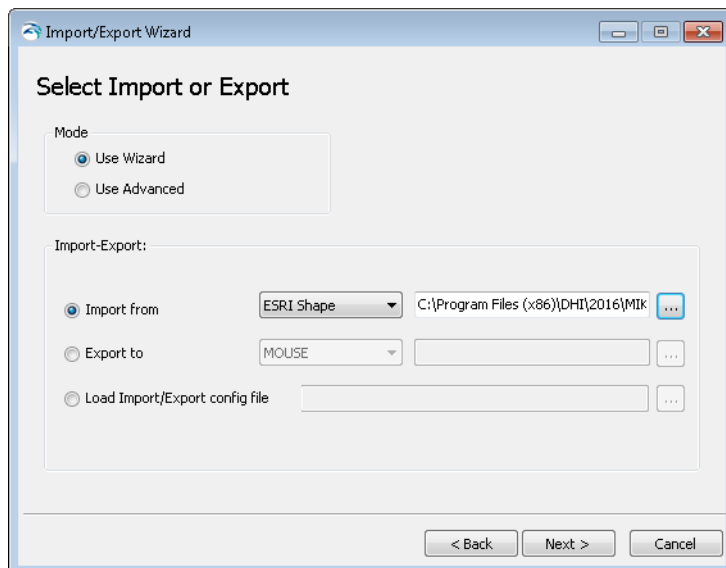 Import/Export Wizard
Select Import or Export
Mode
Use Wizard
Use Advanced
Import-Export:
Import from ESRI Shape C:\Program Files (x86)\DHI\2016\MIK ...
Export to MOUSE ...
Load Import/Export config file ...
< Back Next > Cancel